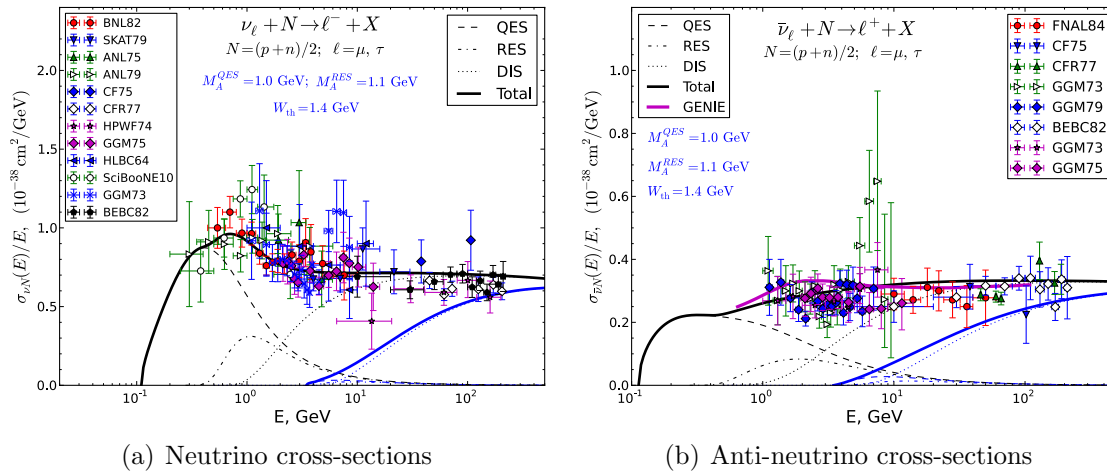 BNL82
SKAT79
ANL75
ANL79
CF75
CFR77
HPWF74
GGM75
HLBC64
SciBooNE10
GGM73
BEBC82
ν_ℓ + N → ℓ⁻ + X
N=(p+n)/2; ℓ=μ, τ
M_A^{QES}=1.0 GeV; M_A^{RES}=1.1 GeV
W_th=1.4 GeV
QES
RES
DIS
Total
σ_νN(E)/E, (10⁻³⁸ cm²/GeV)
2.0
1.5
1.0
0.5
0.0
10⁻¹
10⁰
10¹
10²
E, GeV
(a) Neutrino cross-sections
QES
RES
DIS
Total
GENIE
M_A^{QES}=1.0 GeV
M_A^{RES}=1.1 GeV
W_th=1.4 GeV
ν̄_ℓ + N → ℓ⁺ + X
N=(p+n)/2; ℓ=μ, τ
FNAL84
CF75
CFR77
GGM73
GGM79
BEBC82
GGM73
GGM75
σ_ν̄N(E)/E, (10⁻³⁸ cm²/GeV)
1.2
1.0
0.8
0.6
0.4
0.2
0.0
10⁻¹
10⁰
10¹
10²
E, GeV
(b) Anti-neutrino cross-sections